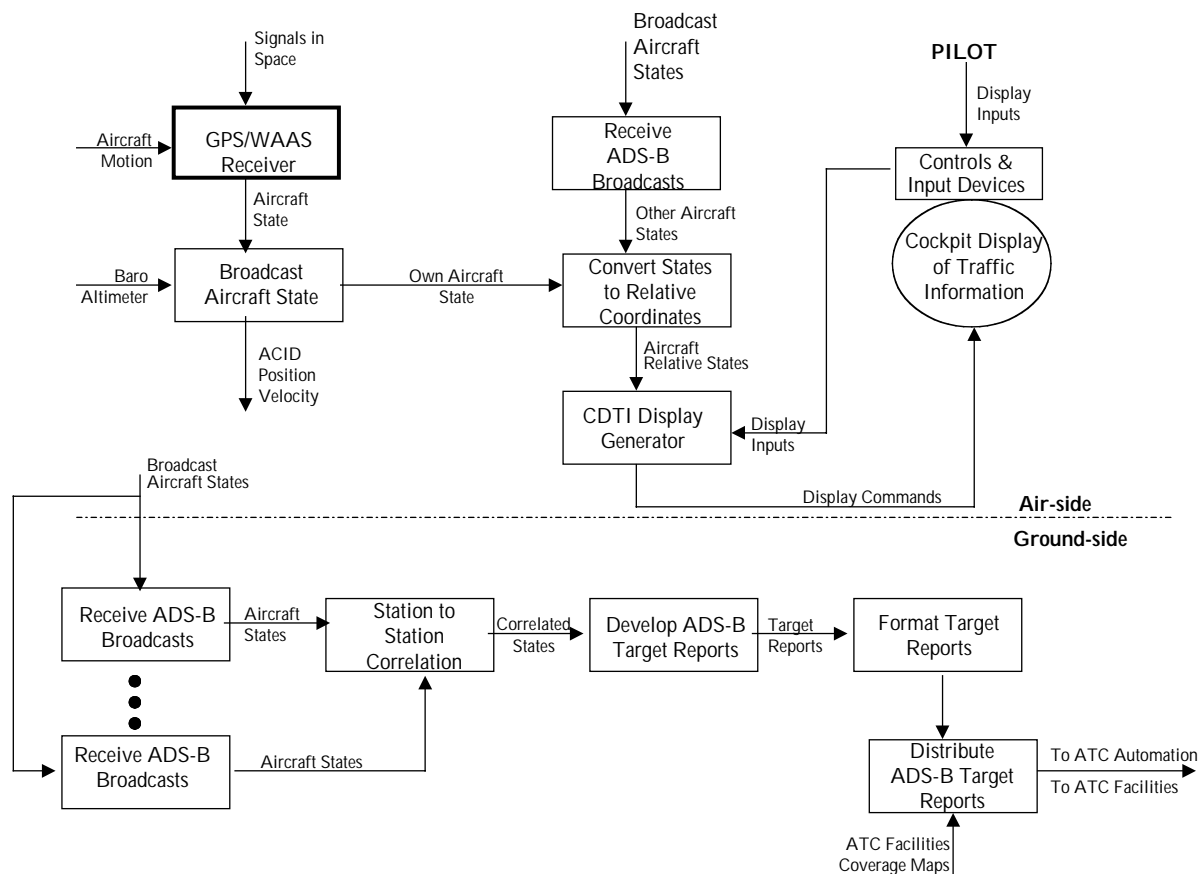 Signals in
Space
Broadcast
Aircraft
States
PILOT
Display
Inputs
Aircraft
Motion
GPS/WAAS
Receiver
Receive
ADS-B
Broadcasts
Controls &
Input Devices
Aircraft
State
Other Aircraft
States
Cockpit Display
of Traffic
Information
Baro
Altimeter
Broadcast
Aircraft State
Own Aircraft
State
Convert States
to Relative
Coordinates
ACID
Position
Velocity
Aircraft
Relative States
CDTI Display
Generator
Display
Inputs
Display Commands
Air-side
Ground-side
Broadcast
Aircraft States
Receive ADS-B
Broadcasts
Aircraft
States
Station to
Station
Correlation
Correlated
States
Develop ADS-B
Target Reports
Target
Reports
Format Target
Reports
Receive ADS-B
Broadcasts
Aircraft States
Distribute
ADS-B Target
Reports
To ATC Automation
To ATC Facilities
ATC Facilities
Coverage Maps